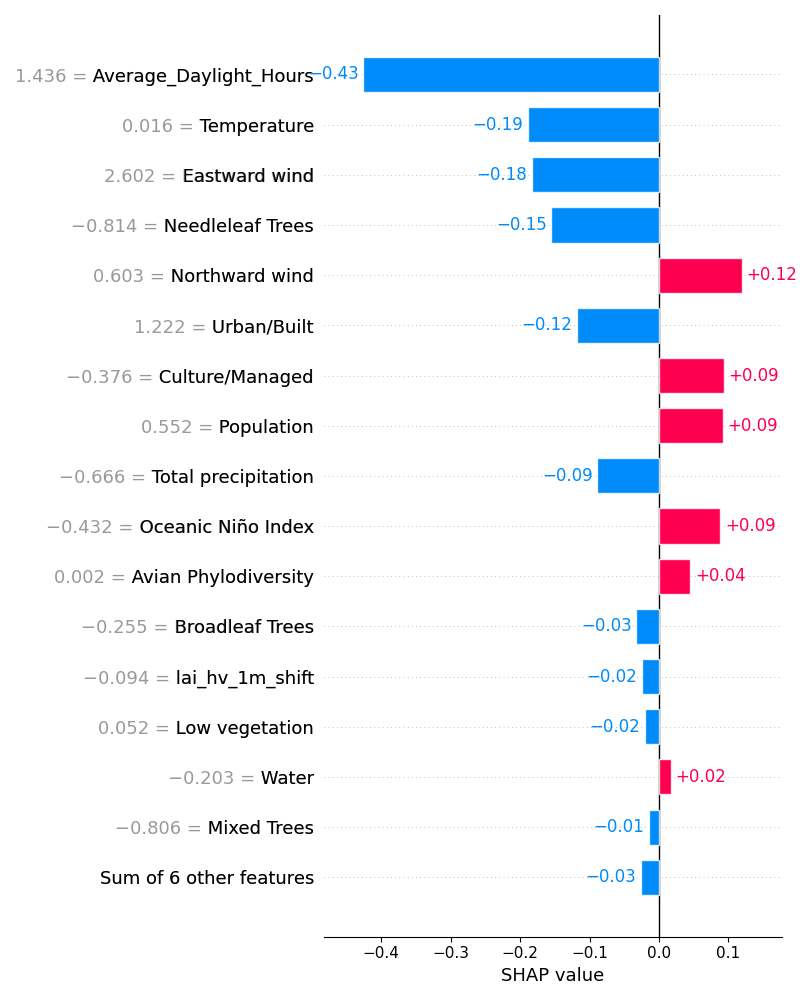 1.436 = Average_Daylight_Hours −0.43
0.016 = Temperature −0.19
2.602 = Eastward wind −0.18
−0.814 = Needleleaf Trees −0.15
0.603 = Northward wind +0.12
1.222 = Urban/Built −0.12
−0.376 = Culture/Managed +0.09
0.552 = Population +0.09
−0.666 = Total precipitation −0.09
−0.432 = Oceanic Niño Index +0.09
0.002 = Avian Phylodiversity +0.04
−0.255 = Broadleaf Trees −0.03
−0.094 = lai_hv_1m_shift −0.02
0.052 = Low vegetation −0.02
−0.203 = Water +0.02
−0.806 = Mixed Trees −0.01
Sum of 6 other features −0.03
−0.4 −0.3 −0.2 −0.1 0.0 0.1
SHAP value